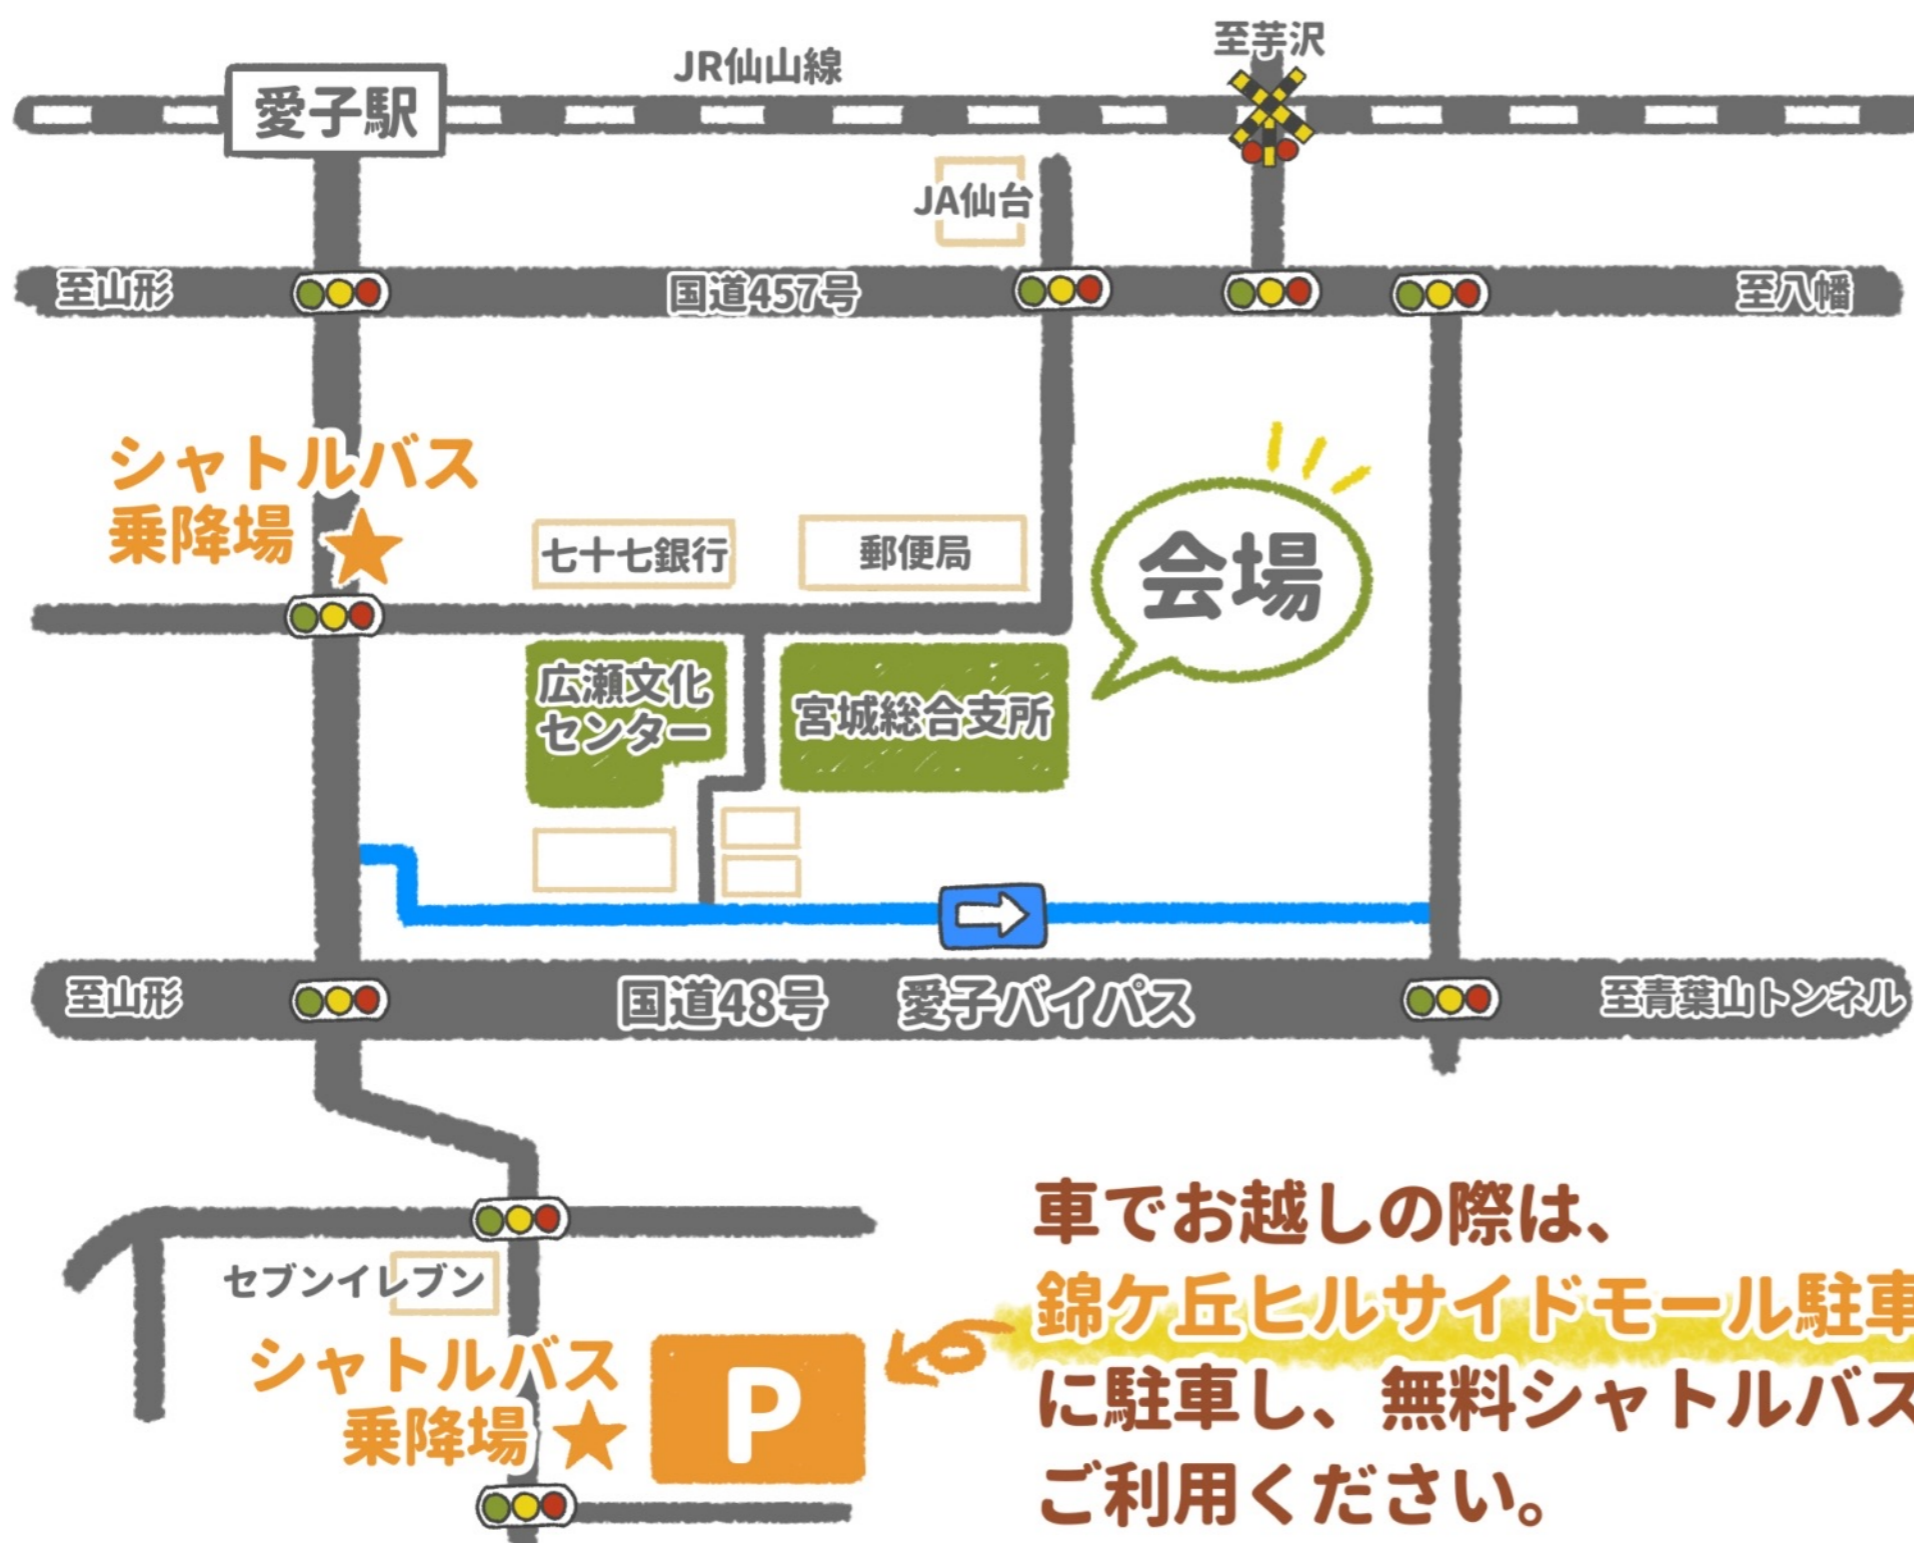 至芋沢
JR仙山線
愛子駅
JA仙台
至山形
国道457号
至八幡
シャトルバス
乗降場
七十七銀行
郵便局
会場
広瀬文化
センター
宮城総合支所
至山形
国道48号 愛子バイパス
至青葉山トンネル
セブンイレブン
シャトルバス
乗降場
P
車でお越しの際は、
錦ケ丘ヒルサイドモール駐車
に駐車し、無料シャトルバス
ご利用ください。